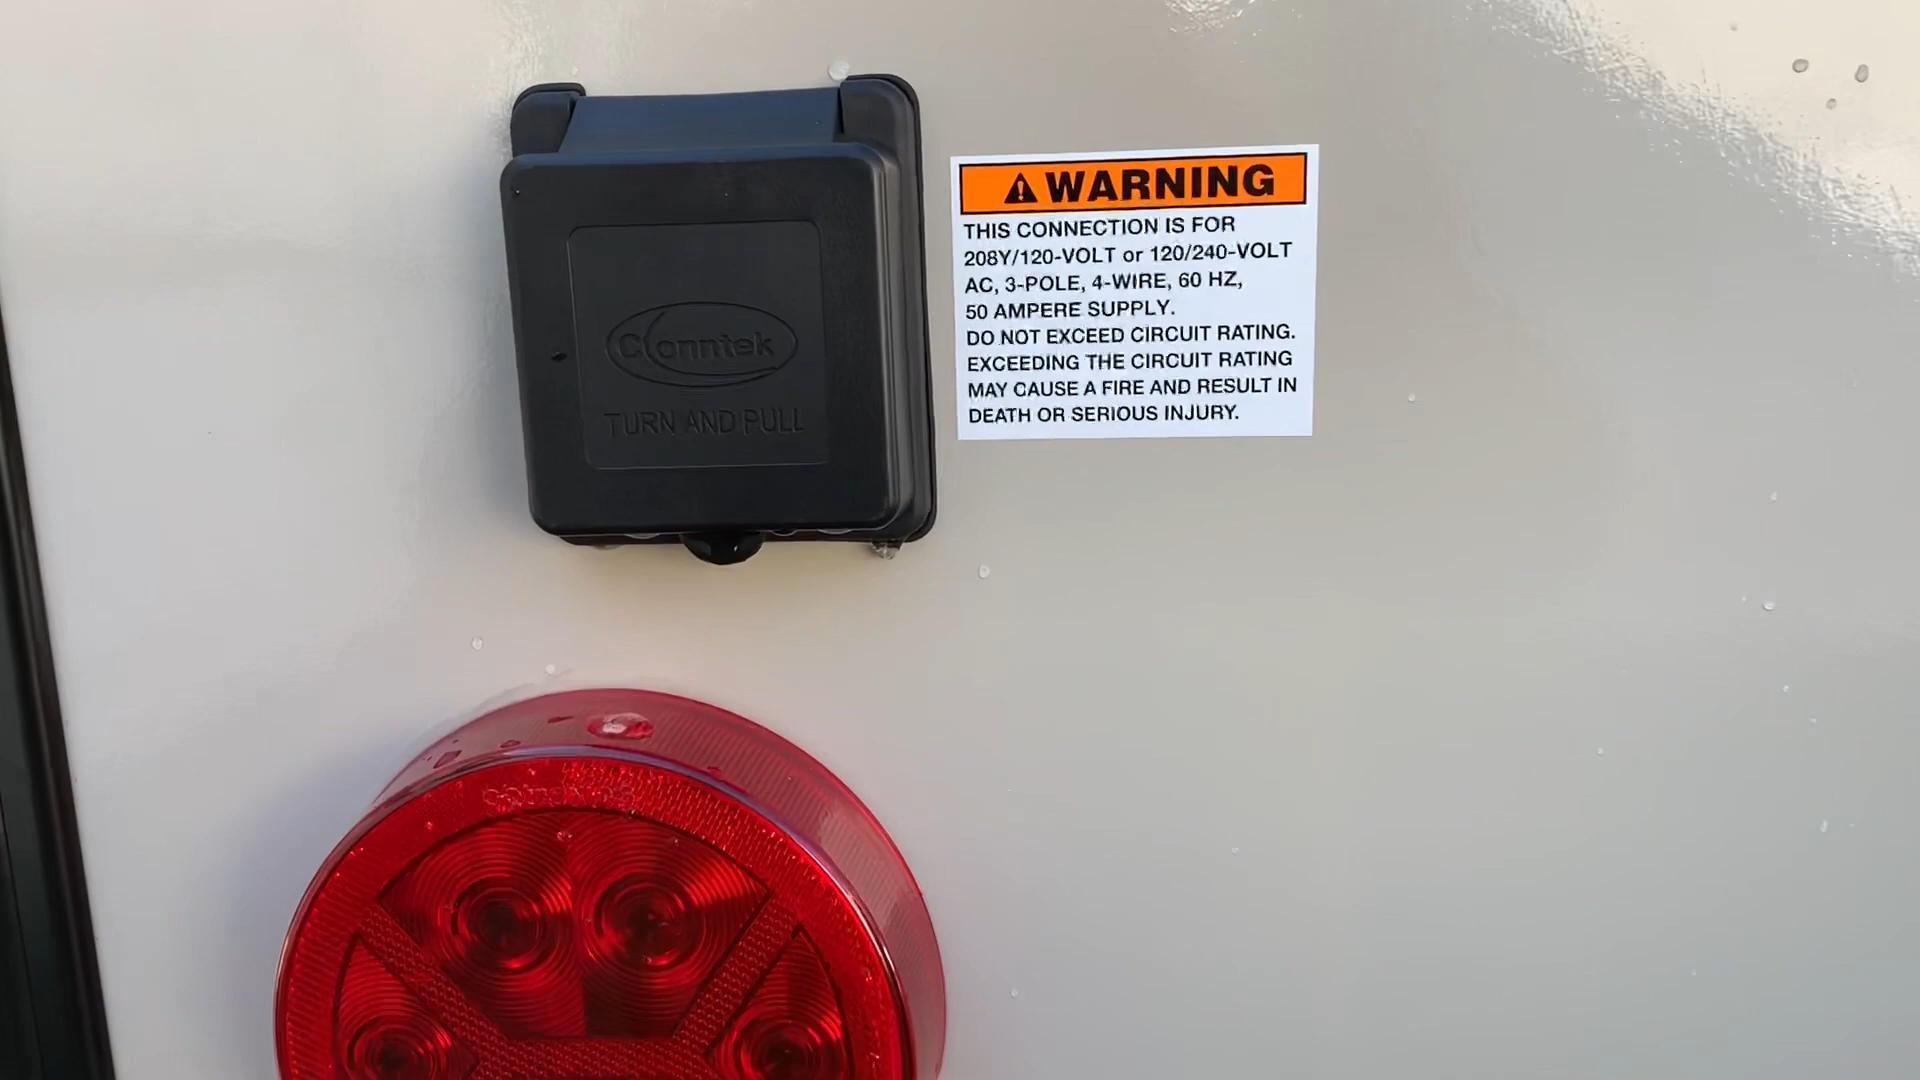 WARNING
THIS CONNECTION IS FOR
208Y/120-VOLT or 120/240-VOLT
AC, 3-POLE, 4-WIRE, 60 HZ,
50 AMPERE SUPPLY.
DO NOT EXCEED CIRCUIT RATING.
EXCEEDING THE CIRCUIT RATING
MAY CAUSE A FIRE AND RESULT IN
DEATH OR SERIOUS INJURY.
Conntek
TURN AND PULL